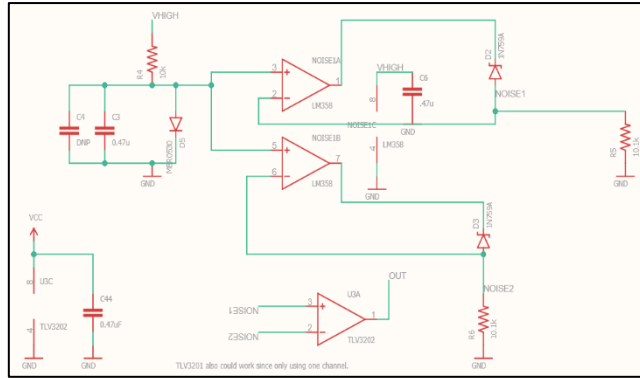 VHIGH
R4
10k
C4
DNP
C3
0.47u
D5
MBR0530
GND
3
2
1
NOISE1A
LM358
VHIGH
8
C6
.47u
GND
NOISE1C
4
LM358
GND
D2
1N759A
NOISE1
R5
10.1k
GND
NOISE1B
5
6
7
LM358
D3
1N759A
NOISE2
R6
10.1k
GND
VCC
8
U3C
4
TLV3202
GND
C44
0.47uF
GND
NOISE1
NOISE2
3
2
1
U3A
TLV3202
OUT
TLV3201 also could work since only using one channel.